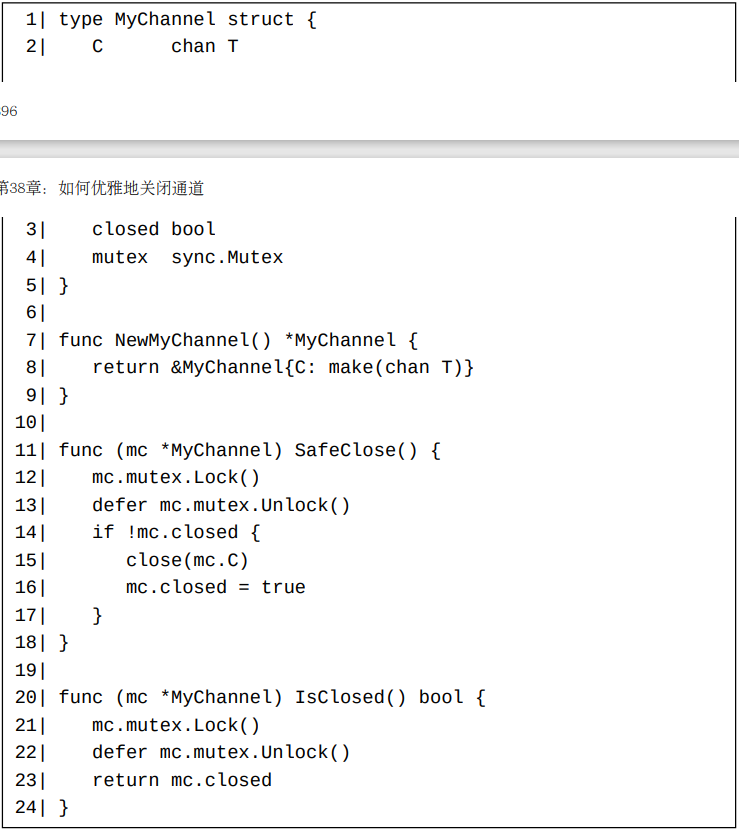 1| type MyChannel struct {
2|    C      chan T
96
第38章：如何优雅地关闭通道
3|    closed bool
4|    mutex  sync.Mutex
5| }
6|
7| func NewMyChannel() *MyChannel {
8|    return &MyChannel{C: make(chan T)}
9| }
10|
11| func (mc *MyChannel) SafeClose() {
12|    mc.mutex.Lock()
13|    defer mc.mutex.Unlock()
14|    if !mc.closed {
15|       close(mc.C)
16|       mc.closed = true
17|    }
18| }
19|
20| func (mc *MyChannel) IsClosed() bool {
21|    mc.mutex.Lock()
22|    defer mc.mutex.Unlock()
23|    return mc.closed
24| }